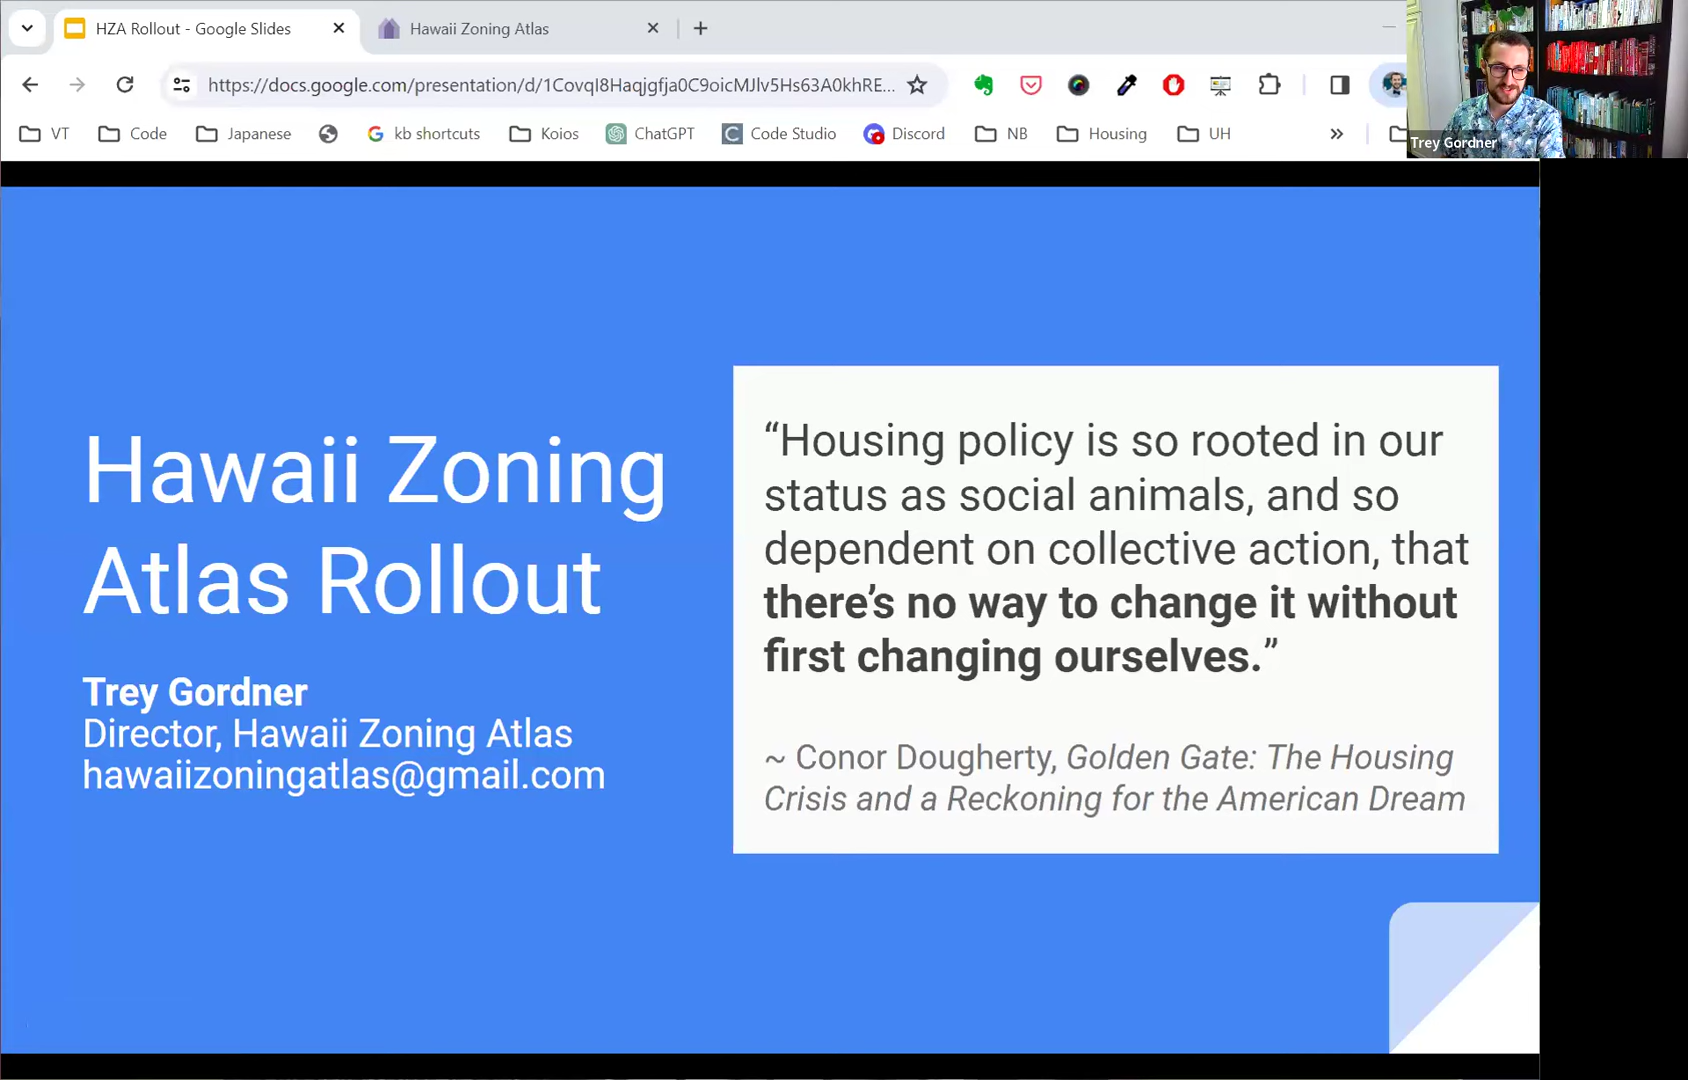 HZA Rollout - Google Slides
Hawaii Zoning Atlas
https://docs.google.com/presentation/d/1CovqI8Haqjgfja0C9oicMJlv5Hs63A0khRE...
VT
Code
Japanese
kb shortcuts
Koios
ChatGPT
Code Studio
Discord
NB
Housing
UH
»
Trey Gordner
Hawaii Zoning
Atlas Rollout
Trey Gordner
Director, Hawaii Zoning Atlas
hawaiizoningatlas@gmail.com
“Housing policy is so rooted in our
status as social animals, and so
dependent on collective action, that
there’s no way to change it without
first changing ourselves.”
~ Conor Dougherty, Golden Gate: The Housing
Crisis and a Reckoning for the American Dream